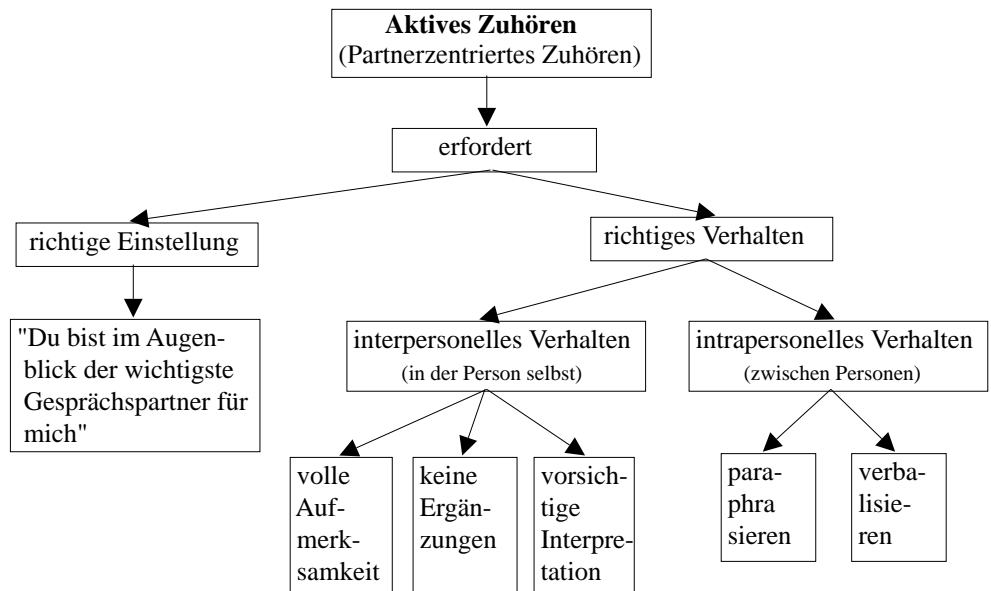 Aktives Zuhören
(Partnerzentriertes Zuhören)
erfordert
richtige Einstellung
richtiges Verhalten
"Du bist im Augen-
blick der wichtigste
Gesprächspartner für
mich"
interpersonelles Verhalten
(in der Person selbst)
intrapersonelles Verhalten
(zwischen Personen)
volle
Auf-
merk-
samkeit
keine
Ergän-
zungen
vorsich-
tige
Interpre-
tation
para-
phra
sieren
verba-
lisie-
ren